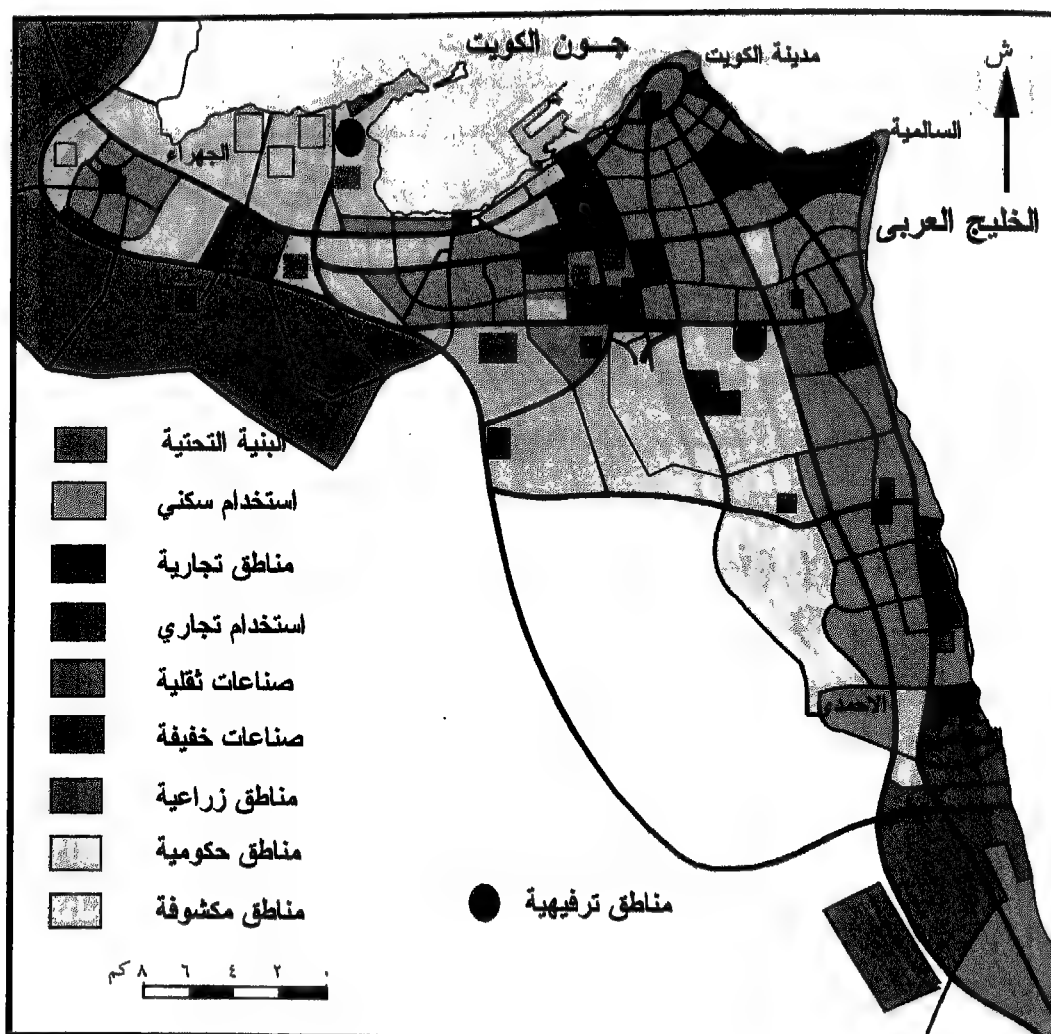 جـون الكويت
مدينة الكويت
ش
السالمية
الجهراء
الخليج العربى
البنية التحتية
استخدام سكني
مناطق تجارية
استخدام تجاري
صناعات ثقلية
صناعات خفيفة
مناطق زراعية
مناطق حكومية
مناطق مكشوفة
الاحمدي
مناطق ترفيهية
٨ ٦ ٤ ٢ ٠ كم